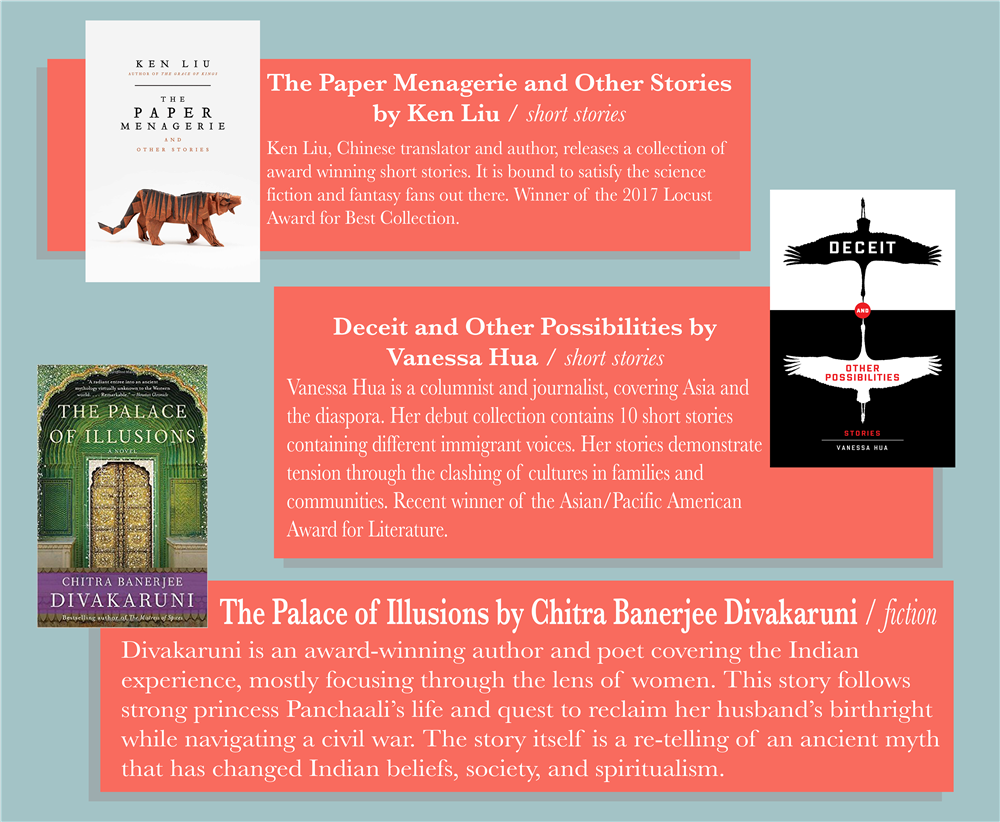 KEN LIU
AUTHOR OF THE GRACE OF KINGS
THE
PAPER
MENAGERIE
AND
OTHER STORIES
The Paper Menagerie and Other Stories
by Ken Liu / short stories
Ken Liu, Chinese translator and author, releases a collection of
award winning short stories. It is bound to satisfy the science
fiction and fantasy fans out there. Winner of the 2017 Locust
Award for Best Collection.
DECEIT
AND
OTHER
POSSIBILITIES
STORIES
VANESSA HUA
Deceit and Other Possibilities by
Vanessa Hua / short stories
Vanessa Hua is a columnist and journalist, covering Asia and
the diaspora. Her debut collection contains 10 short stories
containing different immigrant voices. Her stories demonstrate
tension through the clashing of cultures in families and
communities. Recent winner of the Asian/Pacific American
Award for Literature.
"A radiant entree into an ancient
mythology virtually unknown to the Western
world. . . . Remarkable." —Houston Chronicle
THE PALACE
OF ILLUSIONS
A NOVEL
CHITRA BANERJEE
DIVAKARUNI
Bestselling author of The Mistress of Spices
The Palace of Illusions by Chitra Banerjee Divakaruni / fiction
Divakaruni is an award-winning author and poet covering the Indian
experience, mostly focusing through the lens of women. This story follows
strong princess Panchaali's life and quest to reclaim her husband's birthright
while navigating a civil war. The story itself is a re-telling of an ancient myth
that has changed Indian beliefs, society, and spiritualism.